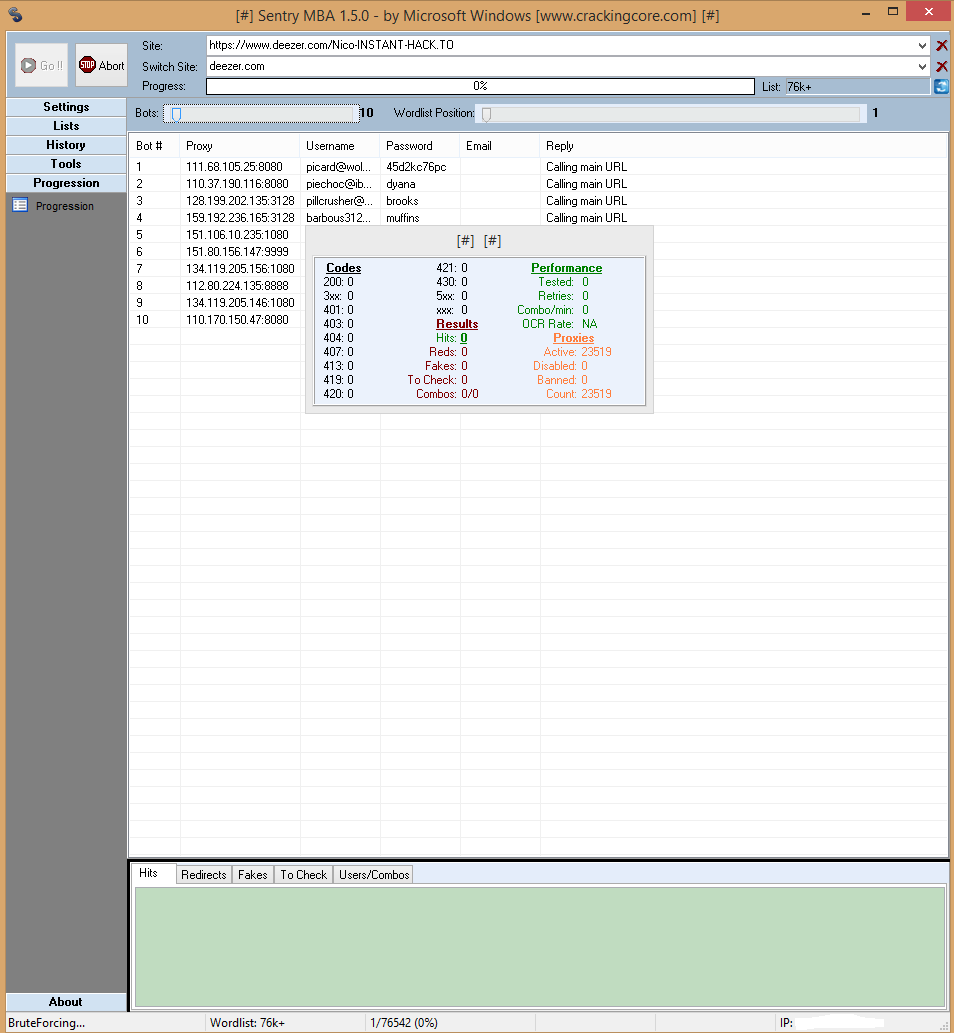 [#] Sentry MBA 1.5.0 - by Microsoft Windows [www.crackingcore.com] [#]
Go !!
STOP Abort
Site: https://www.deezer.com/Nico-INSTANT-HACK.TO
Switch Site: deezer.com
Progress: 0% List: 76k+
Settings
Lists
History
Tools
Progression
Progression
Bots: 10 Wordlist Position: 1
Bot # Proxy Username Password Email Reply
1 111.68.105.25:8080 picard@wol... 45d2kc76pc Calling main URL
2 110.37.190.116:8080 piechoc@ib... dyana Calling main URL
3 128.199.202.135:3128 pillcrusher@... brooks Calling main URL
4 159.192.236.165:3128 barbous312... muffins Calling main URL
5 151.106.10.235:1080
6 151.80.156.147:9999
7 134.119.205.156:1080
8 112.80.224.135:8888
9 134.119.205.146:1080
10 110.170.150.47:8080
[#] [#]
Codes 421: 0 Performance
200: 0 430: 0 Tested: 0
3xx: 0 5xx: 0 Retries: 0
401: 0 xxx: 0 Combo/min: 0
403: 0 Results OCR Rate: NA
404: 0 Hits: 0 Proxies
407: 0 Reds: 0 Active: 23519
413: 0 Fakes: 0 Disabled: 0
419: 0 To Check: 0 Banned: 0
420: 0 Combos: 0/0 Count: 23519
Hits Redirects Fakes To Check Users/Combos
About
BruteForcing... Wordlist: 76k+ 1/76542 (0%) IP: